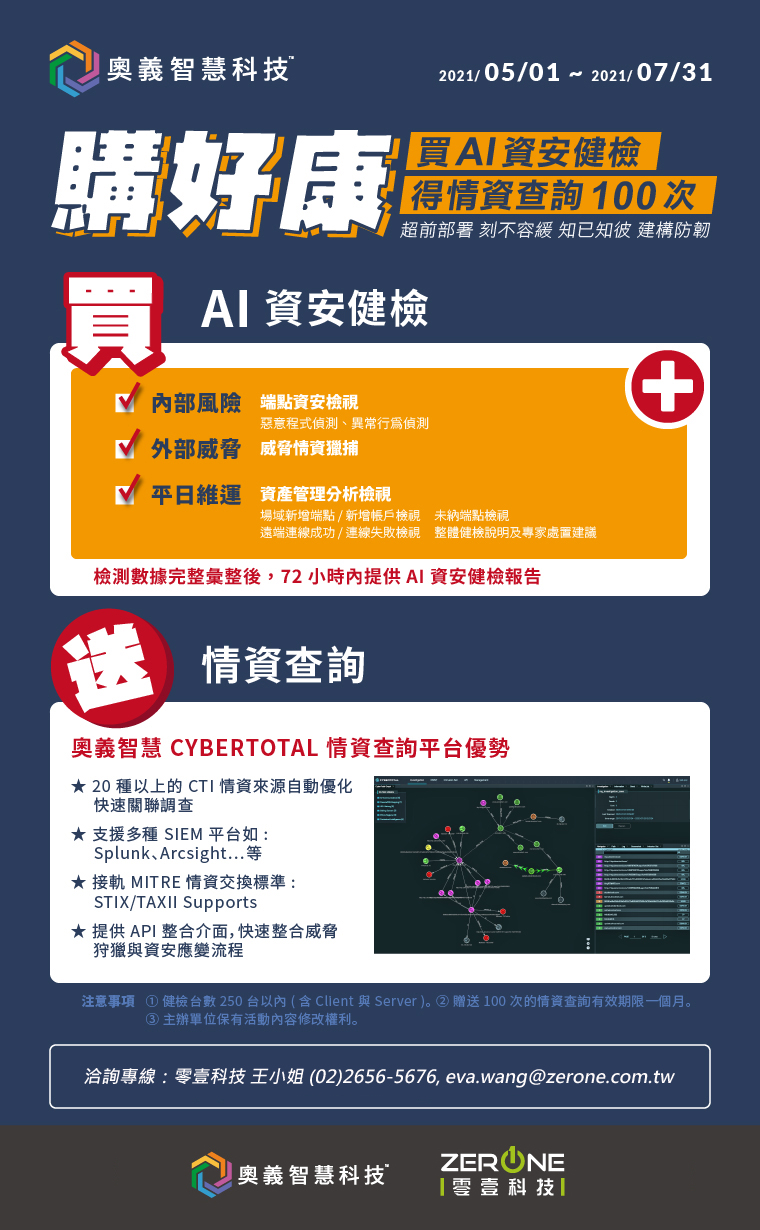 奧義智慧科技™
2021/ 05/01 ~ 2021/ 07/31
購好康
買AI資安健檢
得情資查詢100次
超前部署 刻不容緩 知已知彼 建構防韌
買
AI 資安健檢
內部風險 端點資安檢視
惡意程式偵測、異常行為偵測
外部威脅 威脅情資獵捕
平日維運 資產管理分析檢視
場域新增端點 / 新增帳戶檢視 未納端點檢視
遠端連線成功 / 連線失敗檢視 整體健檢說明及專家處置建議
檢測數據完整彙整後，72 小時內提供 AI 資安健檢報告
送
情資查詢
奧義智慧 CYBERTOTAL 情資查詢平台優勢
★ 20 種以上的 CTI 情資來源自動優化
快速關聯調查
★ 支援多種 SIEM 平台如：
Splunk、Arcsight...等
★ 接軌 MITRE 情資交換標準：
STIX/TAXII Supports
★ 提供 API 整合介面，快速整合威脅
狩獵與資安應變流程
注意事項 ① 健檢台數 250 台以內 ( 含 Client 與 Server )。② 贈送 100 次的情資查詢有效期限一個月。
③ 主辦單位保有活動內容修改權利。
洽詢專線：零壹科技 王小姐 (02)2656-5676, eva.wang@zerone.com.tw
奧義智慧科技™
ZERONE
零壹科技